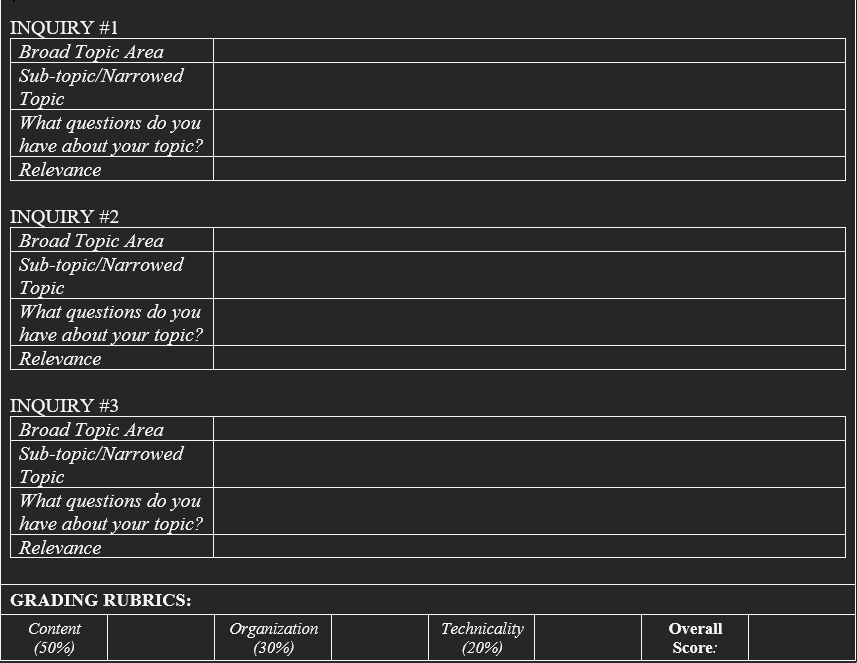 INQUIRY #1
Broad Topic Area
Sub-topic/Narrowed
Topic
What questions do you
have about your topic?
Relevance
INQUIRY #2
Broad Topic Area
Sub-topic/Narrowed
Topic
What questions do you
have about your topic?
Relevance
INQUIRY #3
Broad Topic Area
Sub-topic/Narrowed
Topic
What questions do you
have about your topic?
Relevance
GRADING RUBRICS:
Content
(50%)
Organization
(30%)
Technicality
(20%)
Overall
Score: